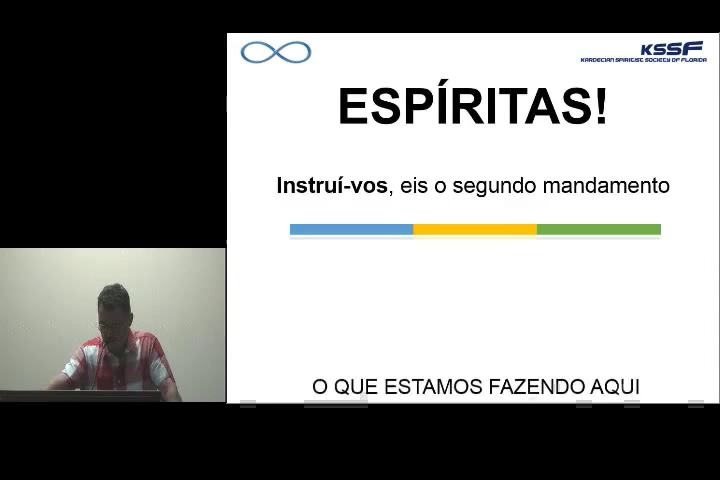 KSSF
KARDECIAN SPIRITIST SOCIETY OF FLORIDA
ESPÍRITAS!
Instruí-vos, eis o segundo mandamento
O QUE ESTAMOS FAZENDO AQUI